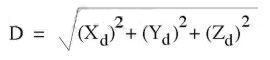 D = √(X_d)² + (Y_d)² + (Z_d)²